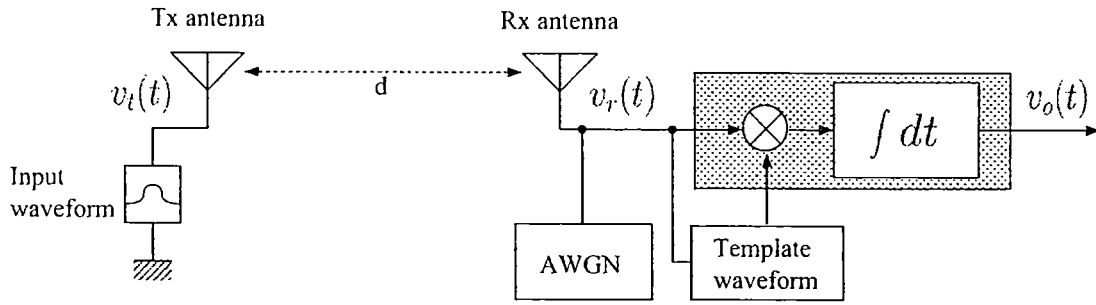 Tx antenna
Rx antenna
d
v_t(t)
v_r(t)
v_o(t)
∫ dt
Input
waveform
AWGN
Template
waveform